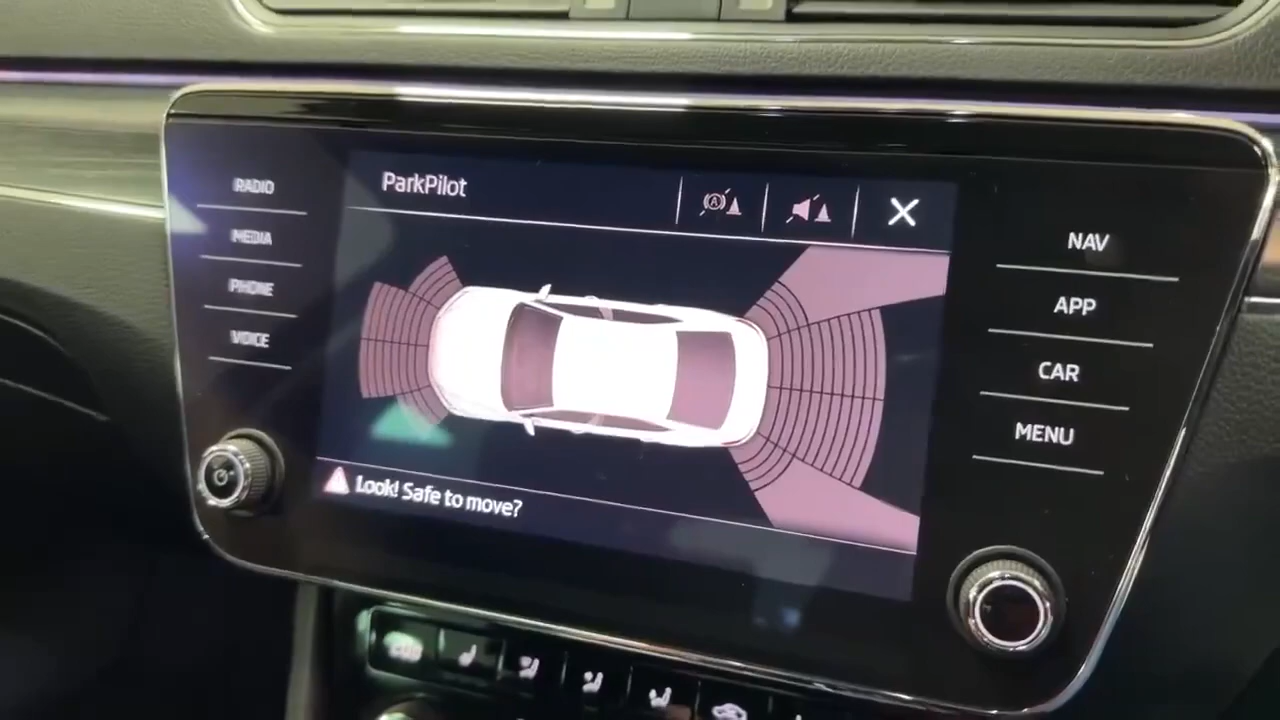 RADIO
MEDIA
PHONE
VOICE
ParkPilot
Look! Safe to move?
NAV
APP
CAR
MENU